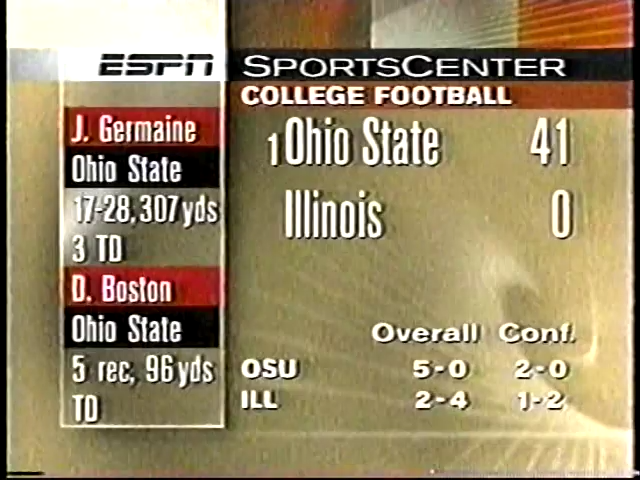 ESPN SPORTSCENTER
COLLEGE FOOTBALL
J. Germaine
Ohio State
17-28, 307 yds
3 TD
D. Boston
Ohio State
5 rec, 96 yds
TD
1 Ohio State 41
Illinois 0
Overall Conf.
OSU 5-0 2-0
ILL 2-4 1-2